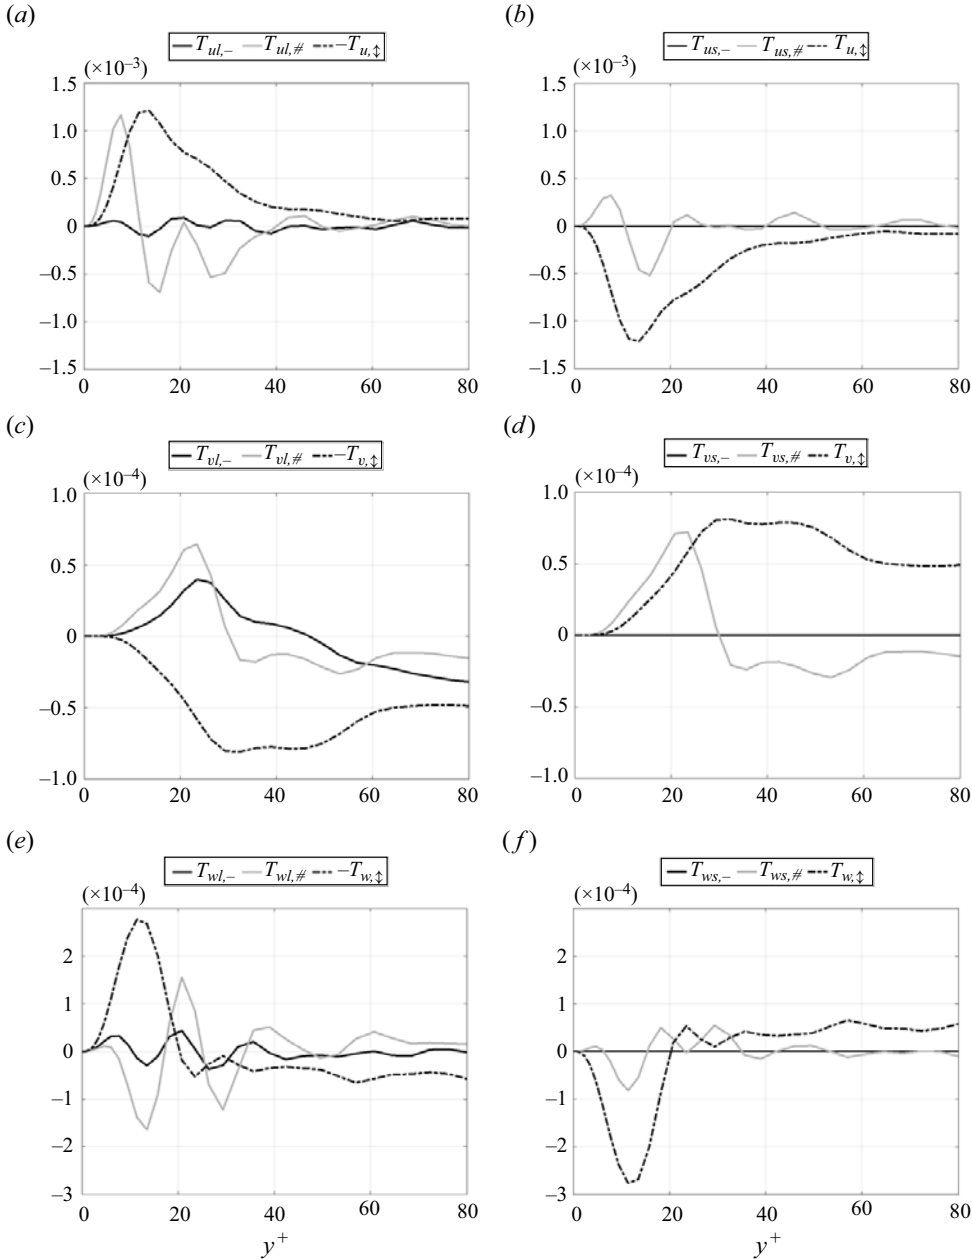 (a)
T_{ul,–} T_{ul,#} –T_{u,↕}
(×10^{–3})
1.5
1.0
0.5
0
–0.5
–1.0
–1.5
0 20 40 60 80
(b)
T_{us,–} T_{us,#} T_{u,↕}
(×10^{–3})
1.5
1.0
0.5
0
–0.5
–1.0
–1.5
0 20 40 60 80
(c)
T_{vl,–} T_{vl,#} –T_{v,↕}
(×10^{–4})
1.0
0.5
0
–0.5
–1.0
0 20 40 60 80
(d)
T_{vs,–} T_{vs,#} T_{v,↕}
(×10^{–4})
1.0
0.5
0
–0.5
–1.0
0 20 40 60 80
(e)
T_{wl,–} T_{wl,#} –T_{w,↕}
(×10^{–4})
2
1
0
–1
–2
–3
0 20 40 60 80
y^+
(f)
T_{ws,–} T_{ws,#} T_{w,↕}
(×10^{–4})
2
1
0
–1
–2
–3
0 20 40 60 80
y^+